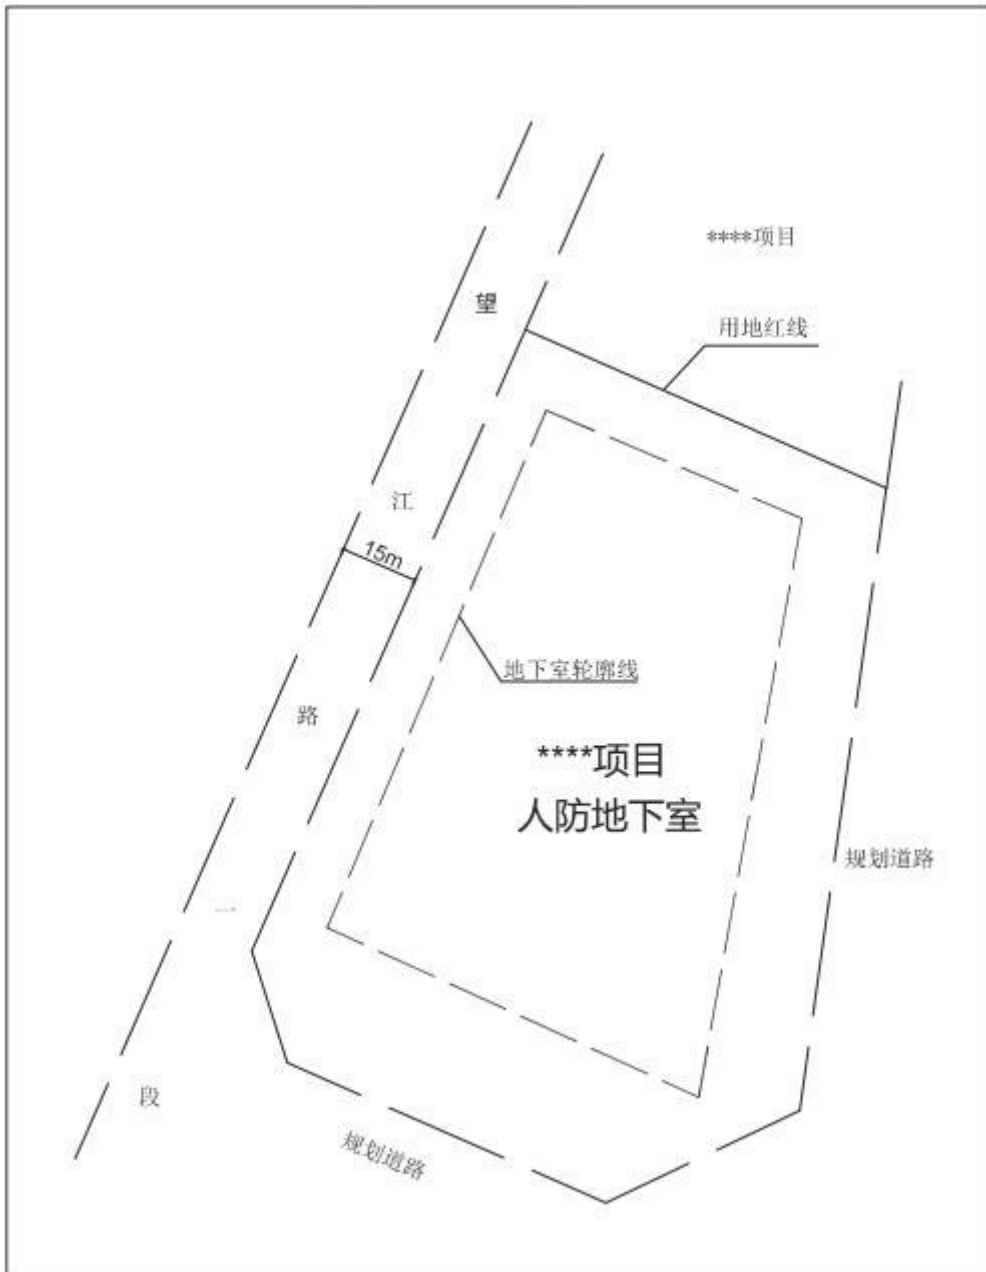 ****项目
用地红线
望
江
路
一
段
15m
地下室轮廓线
****项目
人防地下室
规划道路
规划道路